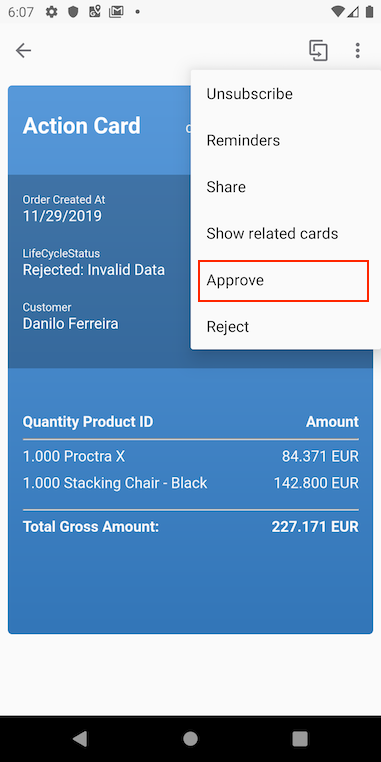 6:07
Unsubscribe
Action Card
Reminders
Order Created At
11/29/2019
Share
LifeCycleStatus
Rejected: Invalid Data
Show related cards
Approve
Customer
Danilo Ferreira
Reject
Quantity Product ID Amount
1.000 Proctra X 84.371 EUR
1.000 Stacking Chair - Black 142.800 EUR
Total Gross Amount: 227.171 EUR